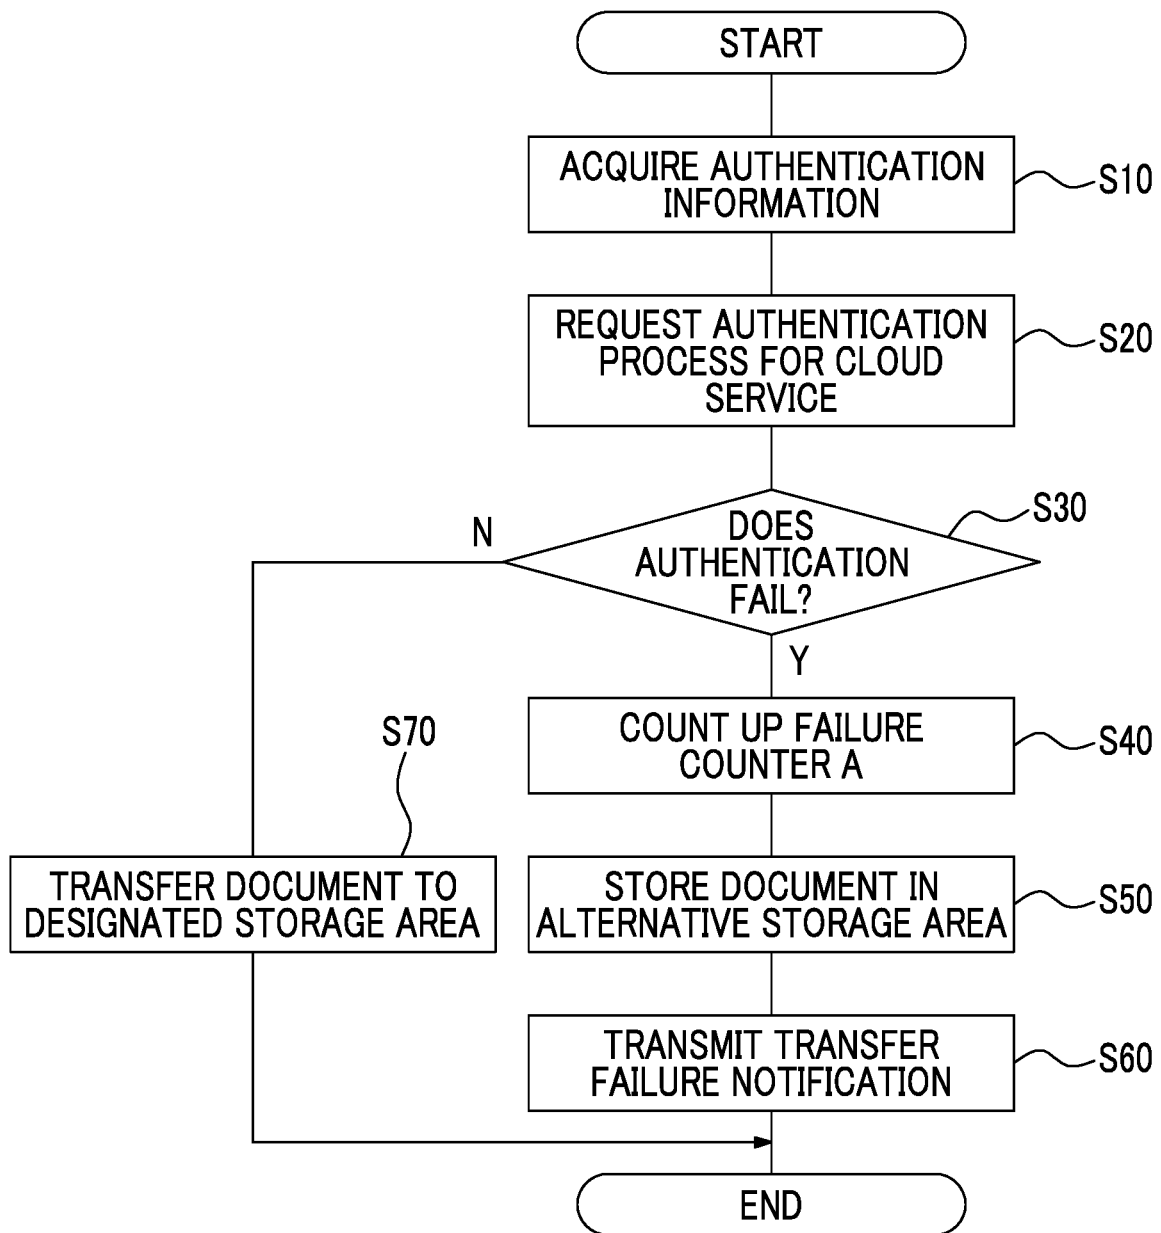 START
ACQUIRE AUTHENTICATION
INFORMATION
S10
REQUEST AUTHENTICATION
PROCESS FOR CLOUD
SERVICE
S20
DOES
AUTHENTICATION
FAIL?
S30
N
Y
COUNT UP FAILURE
COUNTER A
S40
S70
TRANSFER DOCUMENT TO
DESIGNATED STORAGE AREA
STORE DOCUMENT IN
ALTERNATIVE STORAGE AREA
S50
TRANSMIT TRANSFER
FAILURE NOTIFICATION
S60
END